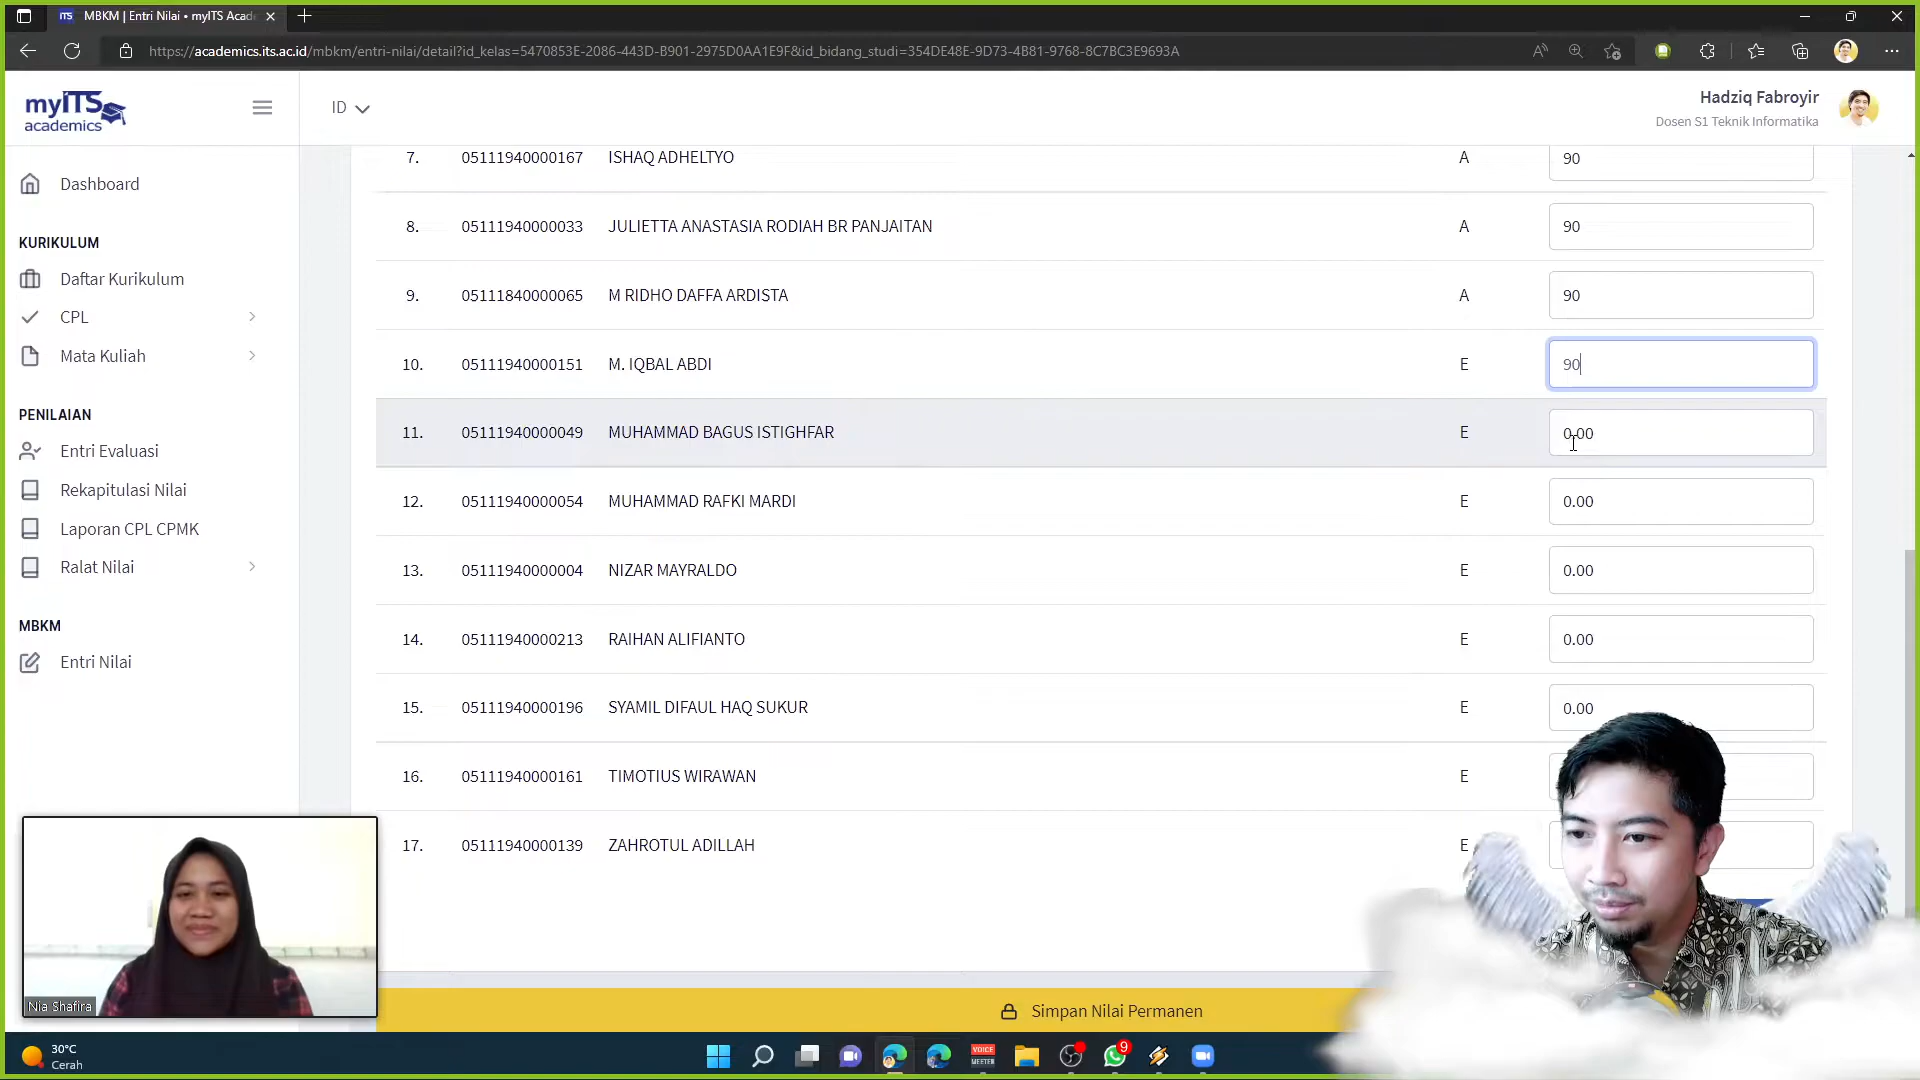 MBKM | Entri Nilai • myITS Acad
https://academics.its.ac.id/mbkm/entri-nilai/detail?id_kelas=5470853E-2086-443D-B901-2975D0AA1E9F&id_bidang_studi=354DE48E-9D73-4B81-9768-8C7BC3E9693A
myITS
academics
ID
Hadziq Fabroyir
Dosen S1 Teknik Informatika
Dashboard
KURIKULUM
Daftar Kurikulum
CPL
Mata Kuliah
PENILAIAN
Entri Evaluasi
Rekapitulasi Nilai
Laporan CPL CPMK
Ralat Nilai
MBKM
Entri Nilai
7. 05111940000167 ISHAQ ADHELTYO A 90
8. 05111940000033 JULIETTA ANASTASIA RODIAH BR PANJAITAN A 90
9. 05111840000065 M RIDHO DAFFA ARDISTA A 90
10. 05111940000151 M. IQBAL ABDI E 90
11. 05111940000049 MUHAMMAD BAGUS ISTIGHFAR E 0.00
12. 05111940000054 MUHAMMAD RAFKI MARDI E 0.00
13. 05111940000004 NIZAR MAYRALDO E 0.00
14. 05111940000213 RAIHAN ALIFIANTO E 0.00
15. 05111940000196 SYAMIL DIFAUL HAQ SUKUR E 0.00
16. 05111940000161 TIMOTIUS WIRAWAN E
17. 05111940000139 ZAHROTUL ADILLAH E
Simpan Nilai Permanen
Nia Shafira
30°C
Cerah
VOICE
MEETER
9